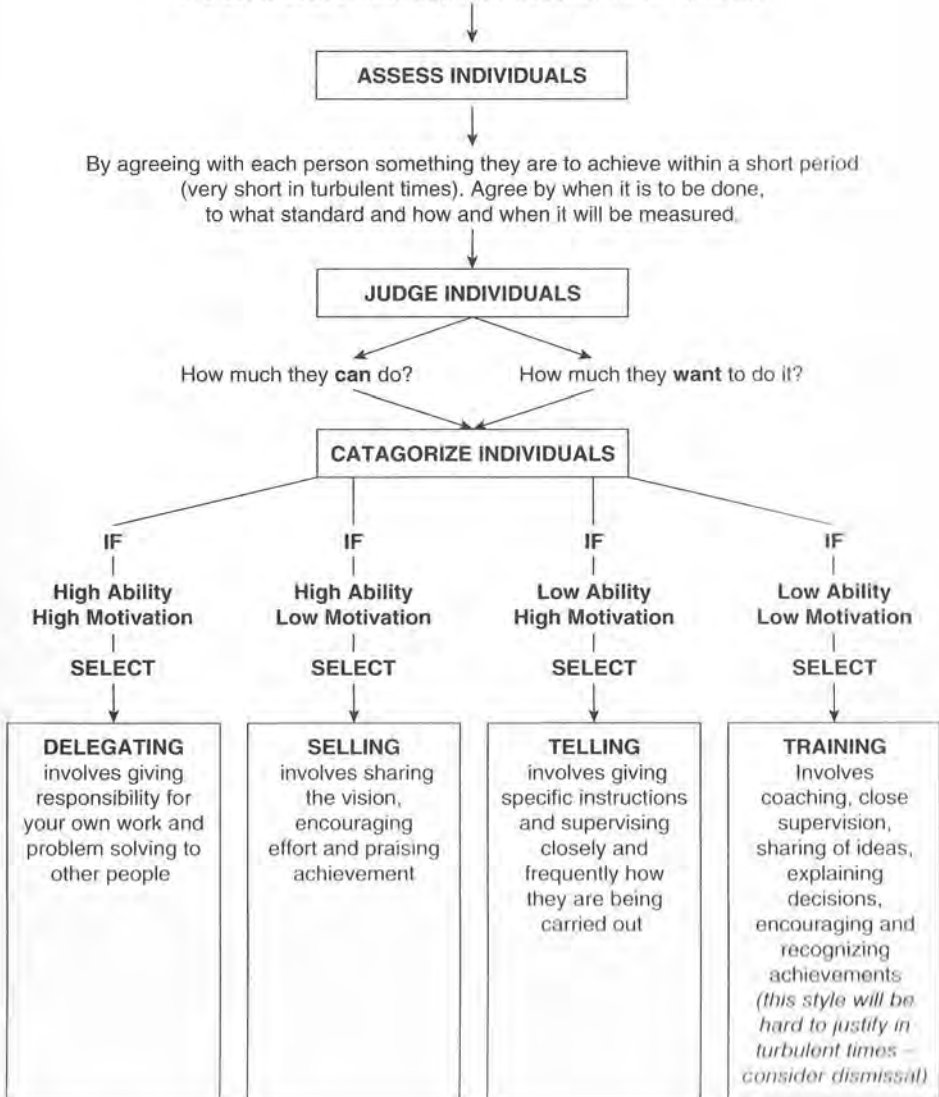 ASSESS INDIVIDUALS
By agreeing with each person something they are to achieve within a short period
(very short in turbulent times). Agree by when it is to be done,
to what standard and how and when it will be measured.
JUDGE INDIVIDUALS
How much they can do?
How much they want to do it?
CATAGORIZE INDIVIDUALS
IF
High Ability
High Motivation
SELECT
DELEGATING
involves giving
responsibility for
your own work and
problem solving to
other people
IF
High Ability
Low Motivation
SELECT
SELLING
involves sharing
the vision,
encouraging
effort and praising
achievement
IF
Low Ability
High Motivation
SELECT
TELLING
involves giving
specific instructions
and supervising
closely and
frequently how
they are being
carried out
IF
Low Ability
Low Motivation
SELECT
TRAINING
Involves
coaching, close
supervision,
sharing of ideas,
explaining
decisions,
encouraging and
recognizing
achievements
(this style will be
hard to justify in
turbulent times –
consider dismissal)